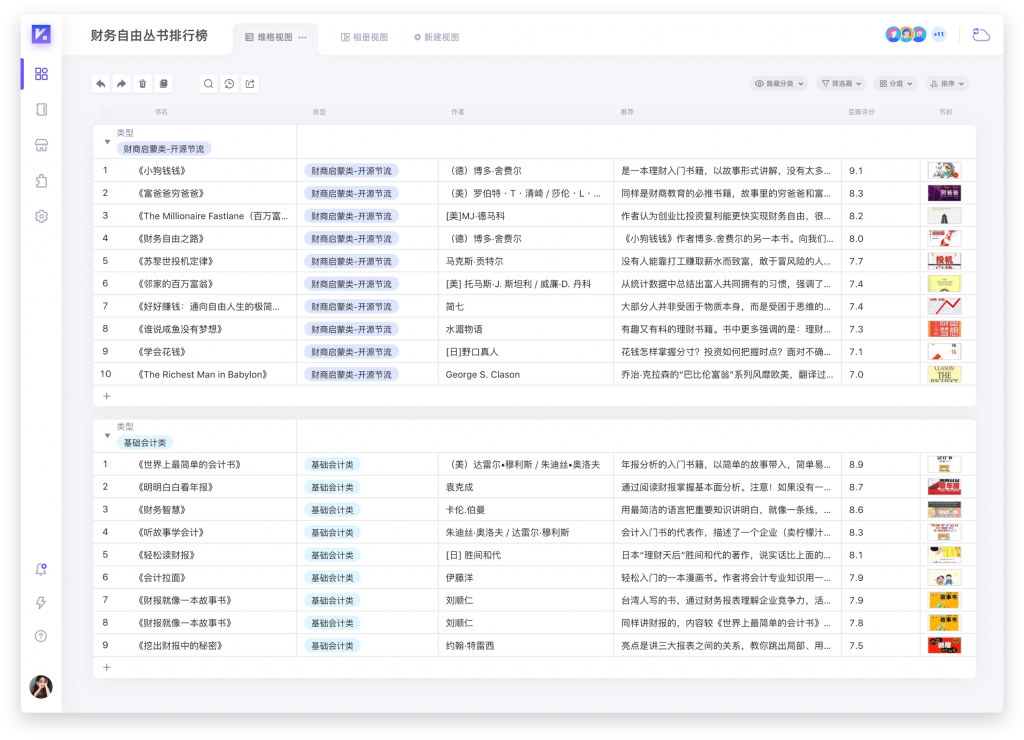 财务自由丛书排行榜
维格视图 ···
相册视图
新建视图
+11
隐藏分类
筛选器
分组
排序
书名 类型 作者 推荐 豆瓣评分 书封
类型
财商启蒙类-开源节流
1 《小狗钱钱》 财商启蒙类-开源节流 （德）博多·舍费尔 是一本理财入门书籍，以故事形式讲解，没有太多... 9.1
2 《富爸爸穷爸爸》 财商启蒙类-开源节流 （美）罗伯特·T·清崎 / 莎伦·L·... 同样是财商教育的必推书籍，故事里的穷爸爸和富... 8.3
3 《The Millionaire Fastlane（百万富... 财商启蒙类-开源节流 [美]MJ·德马科 作者认为创业比投资复利能更快实现财务自由，很... 8.2
4 《财务自由之路》 财商启蒙类-开源节流 （德）博多·舍费尔 《小狗钱钱》作者博多.舍费尔的另一本书。向我们... 8.0
5 《苏黎世投机定律》 财商启蒙类-开源节流 马克斯·贡特尔 没有人能靠打工赚取薪水而致富，敢于冒风险的人... 7.7
6 《邻家的百万富翁》 财商启蒙类-开源节流 [美] 托马斯·J. 斯坦利 / 威廉·D. 丹科 从统计数据中总结出富人共同拥有的习惯，强调了... 7.4
7 《好好赚钱：通向自由人生的极简... 财商启蒙类-开源节流 简七 大部分人并非受困于物质本身，而是受困于思维的... 7.4
8 《谁说咸鱼没有梦想》 财商启蒙类-开源节流 水湄物语 有趣又有料的理财书籍。书中更多强调的是：理财... 7.3
9 《学会花钱》 财商启蒙类-开源节流 [日]野口真人 花钱怎样掌握分寸？投资如何把握时点？面对不确... 7.1
10 《The Richest Man in Babylon》 财商启蒙类-开源节流 George S. Clason 乔治·克拉森的“巴比伦富翁”系列风靡欧美，翻译过... 7.0
+
类型
基础会计类
1 《世界上最简单的会计书》 基础会计类 （美）达雷尔•穆利斯 / 朱迪丝•奥洛夫 年报分析的入门书籍，以简单的故事带入，简单易... 8.9
2 《明明白白看年报》 基础会计类 袁克成 通过阅读财报掌握基本面分析。注意！如果没有一... 8.7
3 《财务智慧》 基础会计类 卡伦.伯曼 用最简洁的语言把重要知识讲明白，就像一条线，... 8.6
4 《听故事学会计》 基础会计类 朱迪丝·奥洛夫 / 达雷尔·穆利斯 会计入门书的代表作，描述了一个企业（卖柠檬汁... 8.3
5 《轻松读财报》 基础会计类 [日] 胜间和代 日本“理财天后”胜间和代的著作，说实话比上面的... 8.1
6 《会计拉面》 基础会计类 伊藤洋 轻松入门的一本漫画书。作者将会计专业知识用一... 7.9
7 《财报就像一本故事书》 基础会计类 刘顺仁 台湾人写的书，通过财务报表理解企业竞争力，活... 7.9
8 《财报就像一本故事书》 基础会计类 刘顺仁 同样讲财报的，内容较《世界上最简单的会计书》... 7.8
9 《挖出财报中的秘密》 基础会计类 约翰·特雷西 亮点是讲三大报表之间的关系，教你跳出局部、用... 7.5
+